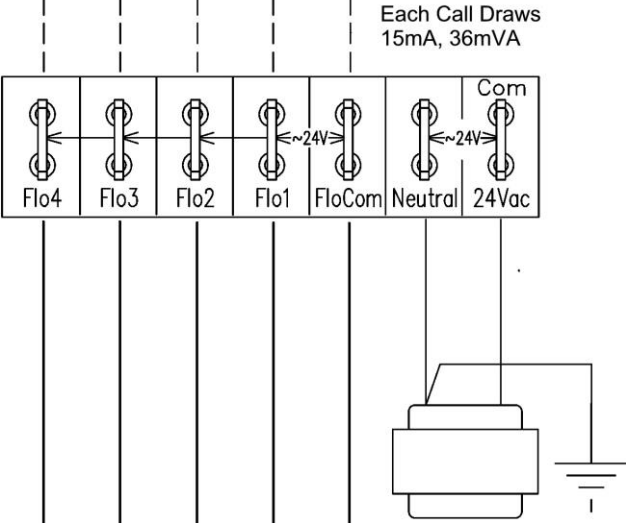 Each Call Draws
15mA, 36mVA
Com
~24V
~24V
Flo4 Flo3 Flo2 Flo1 FloCom Neutral 24Vac